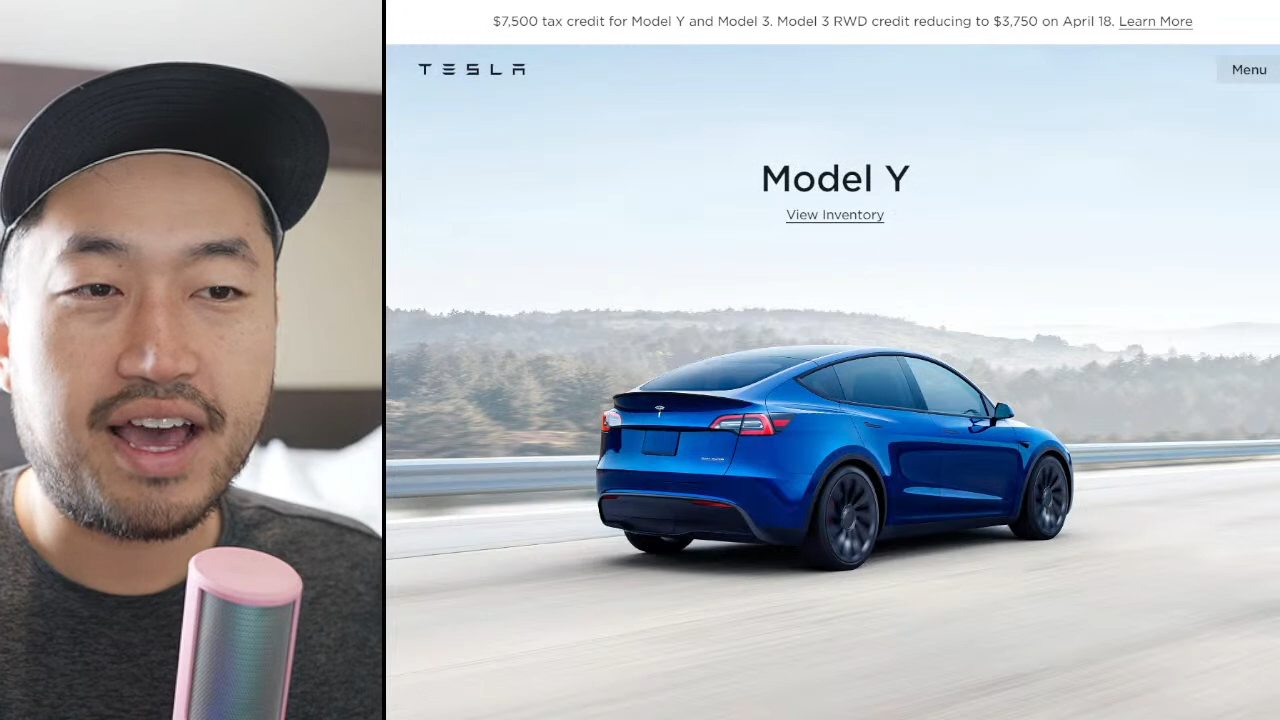 $7,500 tax credit for Model Y and Model 3. Model 3 RWD credit reducing to $3,750 on April 18. Learn More
TESLA
Menu
Model Y
View Inventory